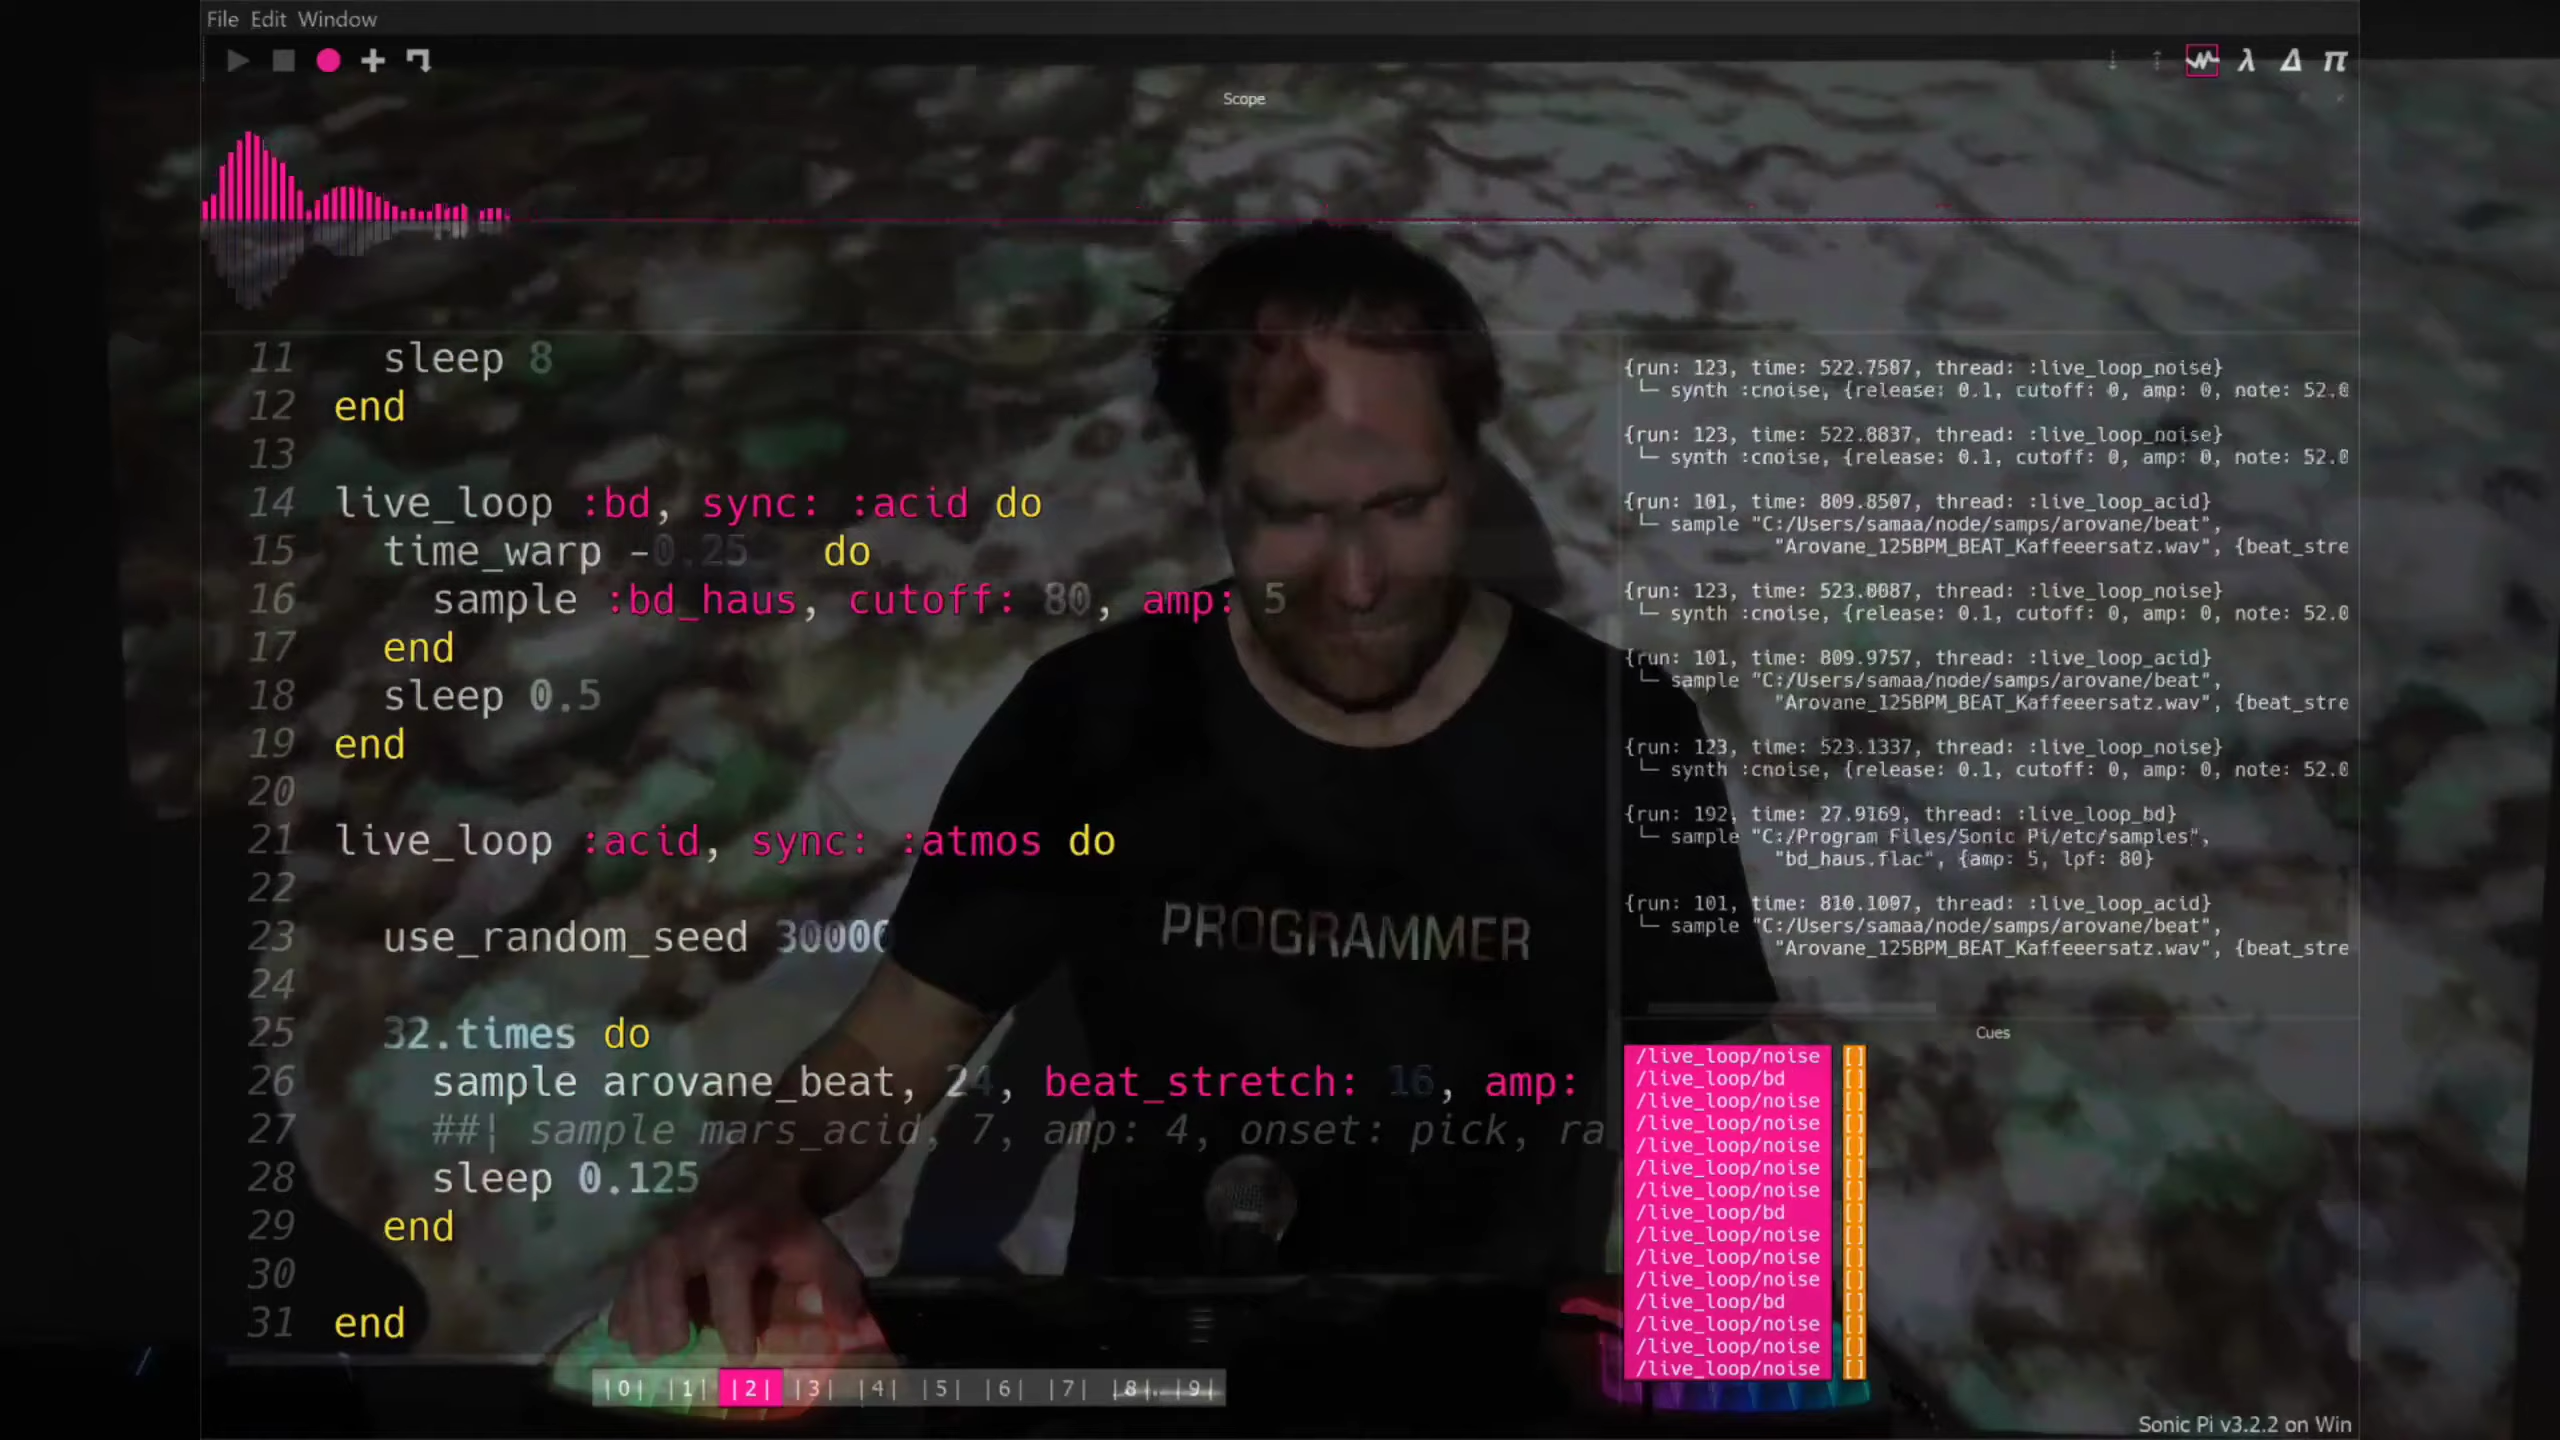 File Edit Window
Scope
11 sleep 8
12 end
13
14 live_loop :bd, sync: :acid do
15 time_warp -0.25 do
16 sample :bd_haus, cutoff: 80, amp: 5
17 end
18 sleep 0.5
19 end
20
21 live_loop :acid, sync: :atmos do
22
23 use_random_seed 30000
24
25 32.times do
26 sample arovane_beat, 24, beat_stretch: 16, amp:
27 ##| sample mars_acid, 7, amp: 4, onset: pick, ra
28 sleep 0.125
29 end
30
31 end
|0| |1| |2| |3| |4| |5| |6| |7| |8| |9|
PROGRAMMER
{run: 123, time: 522.7587, thread: :live_loop_noise}
└─ synth :cnoise, {release: 0.1, cutoff: 0, amp: 0, note: 52.0
{run: 123, time: 522.8837, thread: :live_loop_noise}
└─ synth :cnoise, {release: 0.1, cutoff: 0, amp: 0, note: 52.0
{run: 101, time: 809.8507, thread: :live_loop_acid}
└─ sample "C:/Users/samaa/node/samps/arovane/beat",
"Arovane_125BPM_BEAT_Kaffeeersatz.wav", {beat_stre
{run: 123, time: 523.0087, thread: :live_loop_noise}
└─ synth :cnoise, {release: 0.1, cutoff: 0, amp: 0, note: 52.0
{run: 101, time: 809.9757, thread: :live_loop_acid}
└─ sample "C:/Users/samaa/node/samps/arovane/beat",
"Arovane_125BPM_BEAT_Kaffeeersatz.wav", {beat_stre
{run: 123, time: 523.1337, thread: :live_loop_noise}
└─ synth :cnoise, {release: 0.1, cutoff: 0, amp: 0, note: 52.0
{run: 192, time: 27.9169, thread: :live_loop_bd}
└─ sample "C:/Program Files/Sonic Pi/etc/samples",
"bd_haus.flac", {amp: 5, lpf: 80}
{run: 101, time: 810.1007, thread: :live_loop_acid}
└─ sample "C:/Users/samaa/node/samps/arovane/beat",
"Arovane_125BPM_BEAT_Kaffeeersatz.wav", {beat_stre
Cues
/live_loop/noise []
/live_loop/bd []
/live_loop/noise []
/live_loop/noise []
/live_loop/noise []
/live_loop/noise []
/live_loop/noise []
/live_loop/bd []
/live_loop/noise []
/live_loop/noise []
/live_loop/noise []
/live_loop/bd []
/live_loop/noise []
/live_loop/noise []
/live_loop/noise []
Sonic Pi v3.2.2 on Win